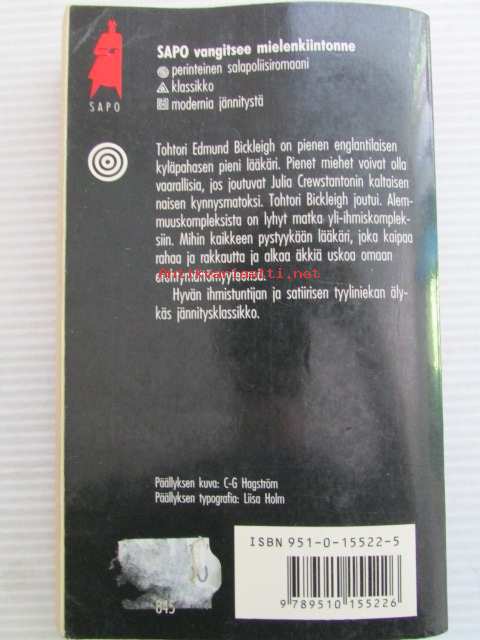 SAPO vangitsee mielenkiintonne
perinteinen salapoliisiromaani
klassikko
modernia jännitystä
SAPO
Tohtori Edmund Bickleigh on pienen englantilaisen
kyläpahasen pieni lääkäri. Pienet miehet voivat olla
vaarallisia, jos joutuvat Julia Crewstantonin kaltaisen
naisen kynnysmatoksi. Tohtori Bickleigh joutui. Alem-
muuskompleksista on lyhyt matka yli-ihmiskomplek-
siin. Mihin kaikkeen pystyykään lääkäri, joka kaipaa
rahaa ja rakkautta ja alkaa äkkiä uskoo omaan
Hyvän ihmistuntijan ja satiirisen tyyliniekan äly-
käs jännitysklassikko.
Päällyksen kuva: C-G Hagström
Päällyksen typografia: Liisa Holm
ISBN 951-0-15522-5
9 789510 155226
845